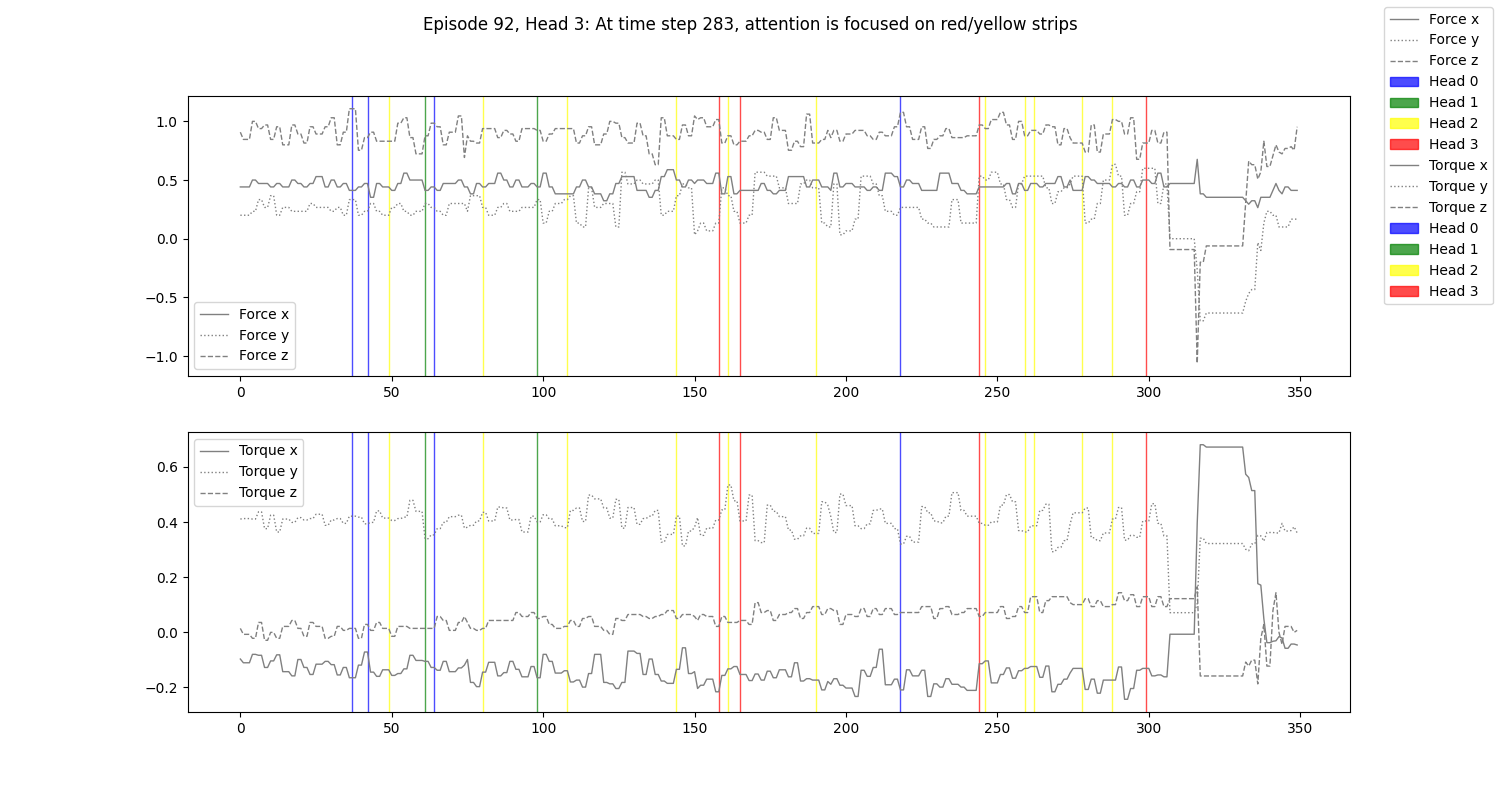 Episode 92, Head 3: At time step 283, attention is focused on red/yellow strips
Force x
Force y
Force z
Head 0
Head 1
Head 2
Head 3
Torque x
Torque y
Torque z
Head 0
Head 1
Head 2
Head 3
1.0
0.5
0.0
−0.5
−1.0
Force x
Force y
Force z
0 50 100 150 200 250 300 350
0.6
0.4
0.2
0.0
−0.2
Torque x
Torque y
Torque z
0 50 100 150 200 250 300 350